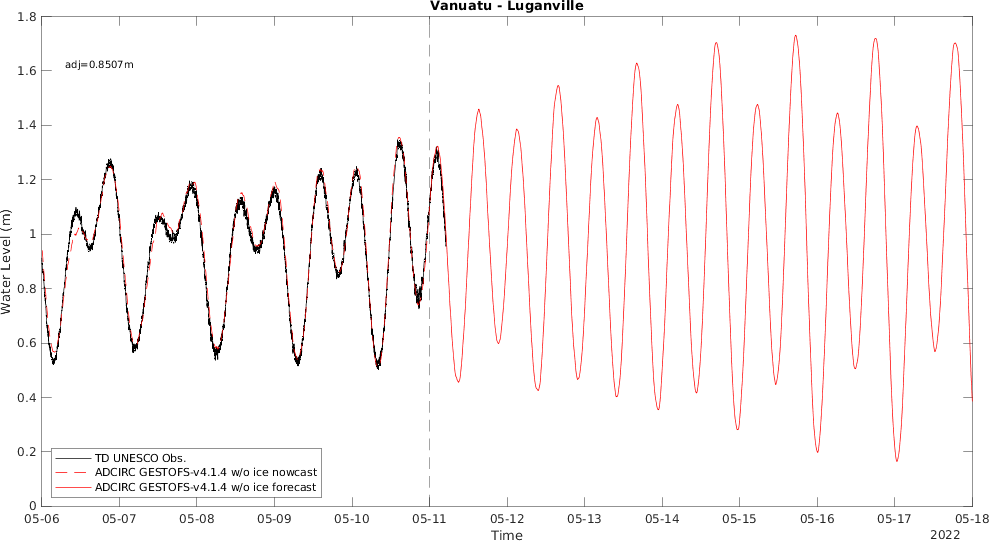 Vanuatu - Luganville
adj=0.8507m
1.8
1.6
1.4
1.2
1
0.8
0.6
0.4
0.2
0
Water Level (m)
TD UNESCO Obs.
ADCIRC GESTOFS-v4.1.4 w/o ice nowcast
ADCIRC GESTOFS-v4.1.4 w/o ice forecast
05-06 05-07 05-08 05-09 05-10 05-11 05-12 05-13 05-14 05-15 05-16 05-17 05-18
Time
2022